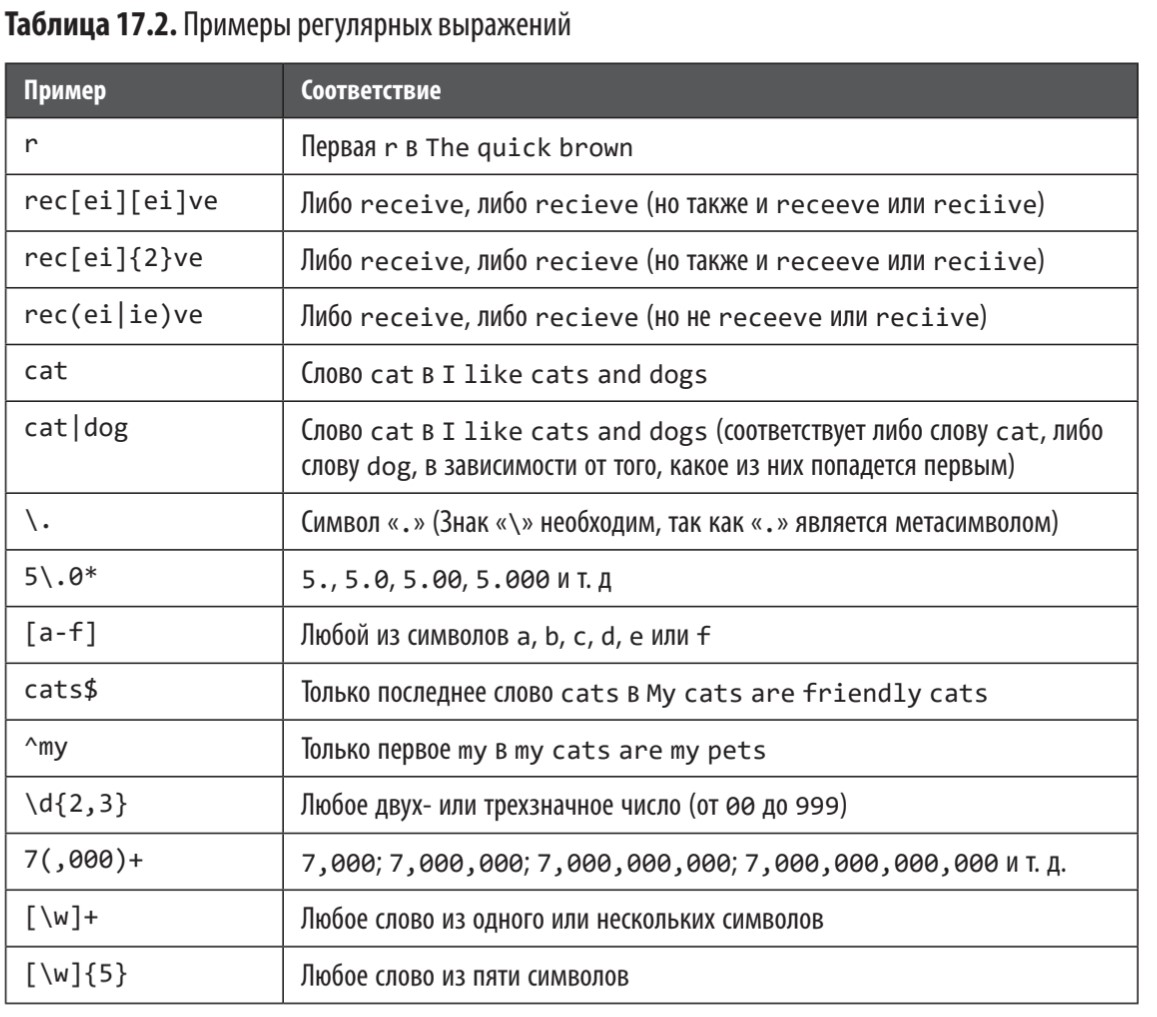 Таблица 17.2. Примеры регулярных выражений
Пример Соответствие
r Первая r в The quick brown
rec[ei][ei]ve Либо receive, либо recieve (но также и receeve или reciive)
rec[ei]{2}ve Либо receive, либо recieve (но также и receeve или reciive)
rec(ei|ie)ve Либо receive, либо recieve (но не receeve или reciive)
cat Слово cat в I like cats and dogs
cat|dog Слово cat в I like cats and dogs (соответствует либо слову cat, либо
слову dog, в зависимости от того, какое из них попадется первым)
\. Символ «.» (Знак «\» необходим, так как «.» является метасимволом)
5\.0* 5., 5.0, 5.00, 5.000 и т. д
[a-f] Любой из символов a, b, c, d, e или f
cats$ Только последнее слово cats в My cats are friendly cats
^my Только первое my в my cats are my pets
\d{2,3} Любое двух- или трехзначное число (от 00 до 999)
7(,000)+ 7,000; 7,000,000; 7,000,000,000; 7,000,000,000,000 и т. д.
[\w]+ Любое слово из одного или нескольких символов
[\w]{5} Любое слово из пяти символов